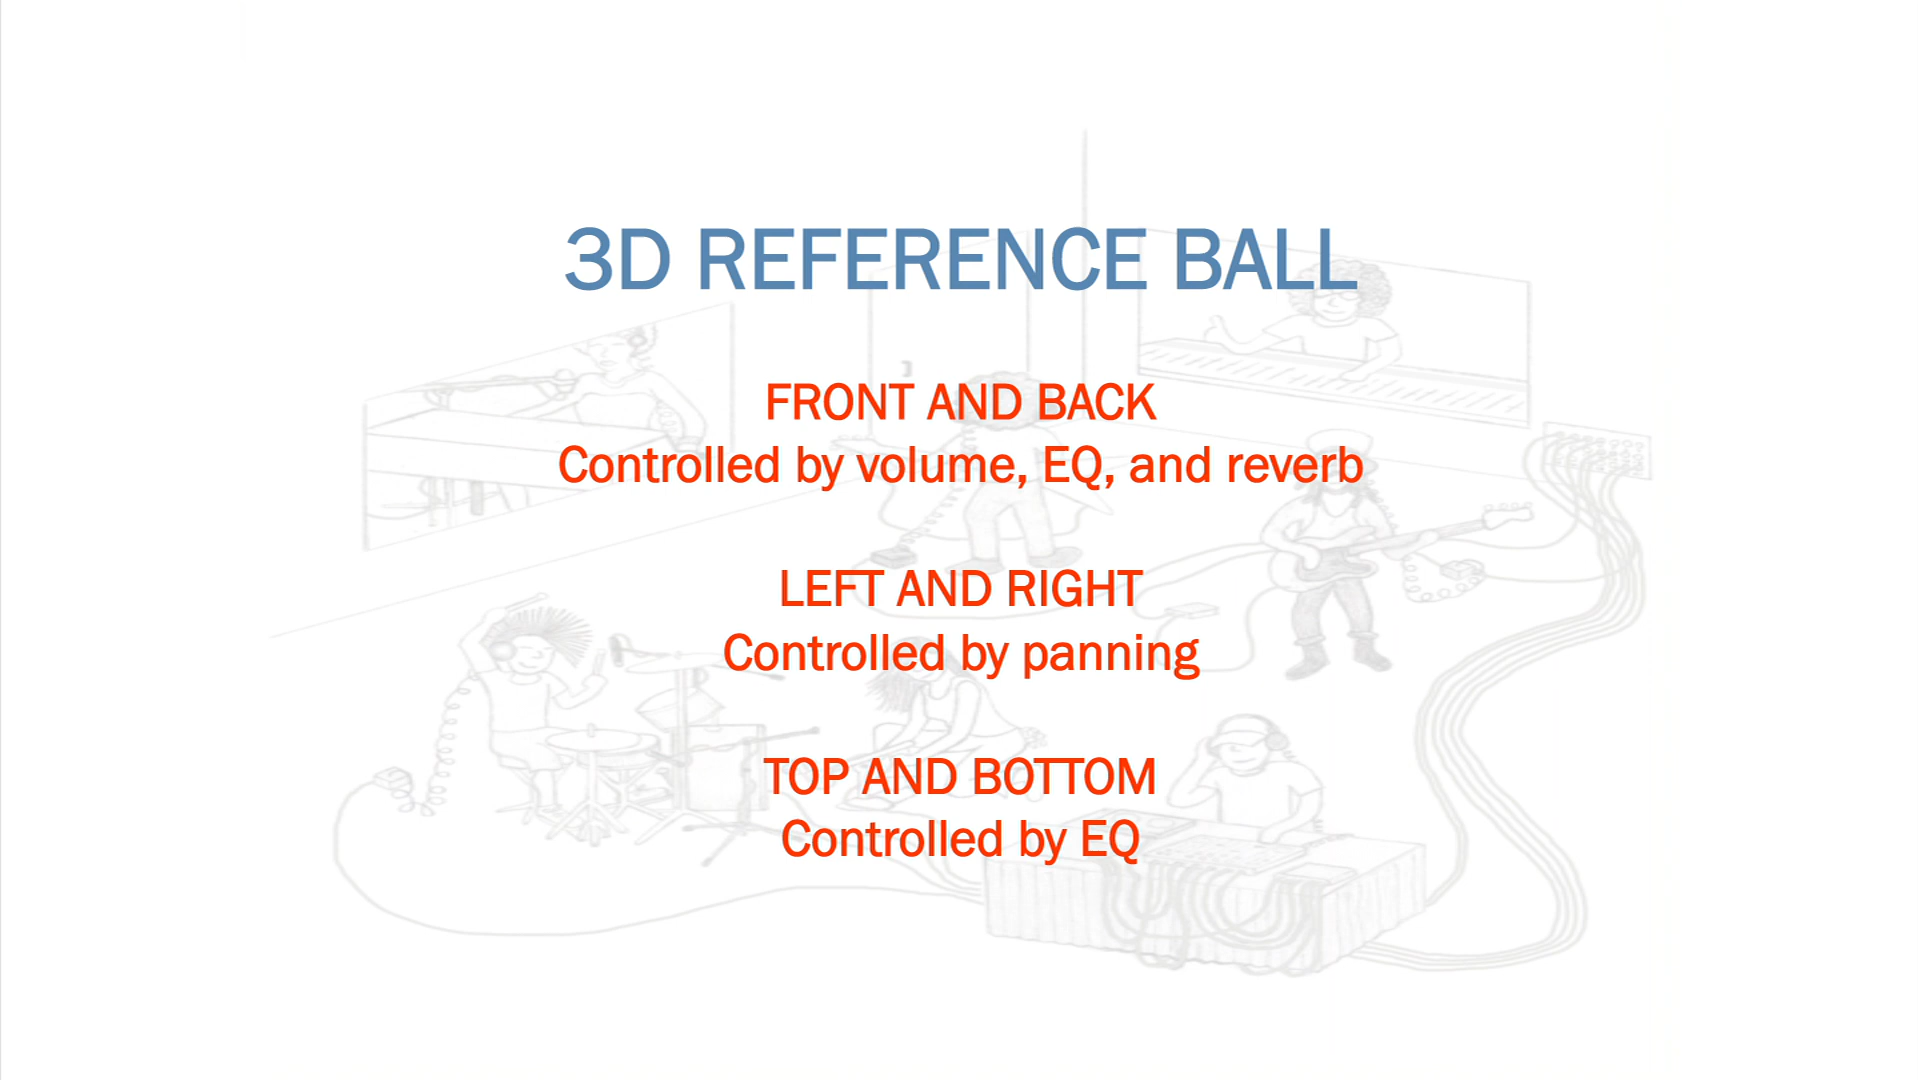 3D REFERENCE BALL
FRONT AND BACK
Controlled by volume, EQ, and reverb
LEFT AND RIGHT
Controlled by panning
TOP AND BOTTOM
Controlled by EQ